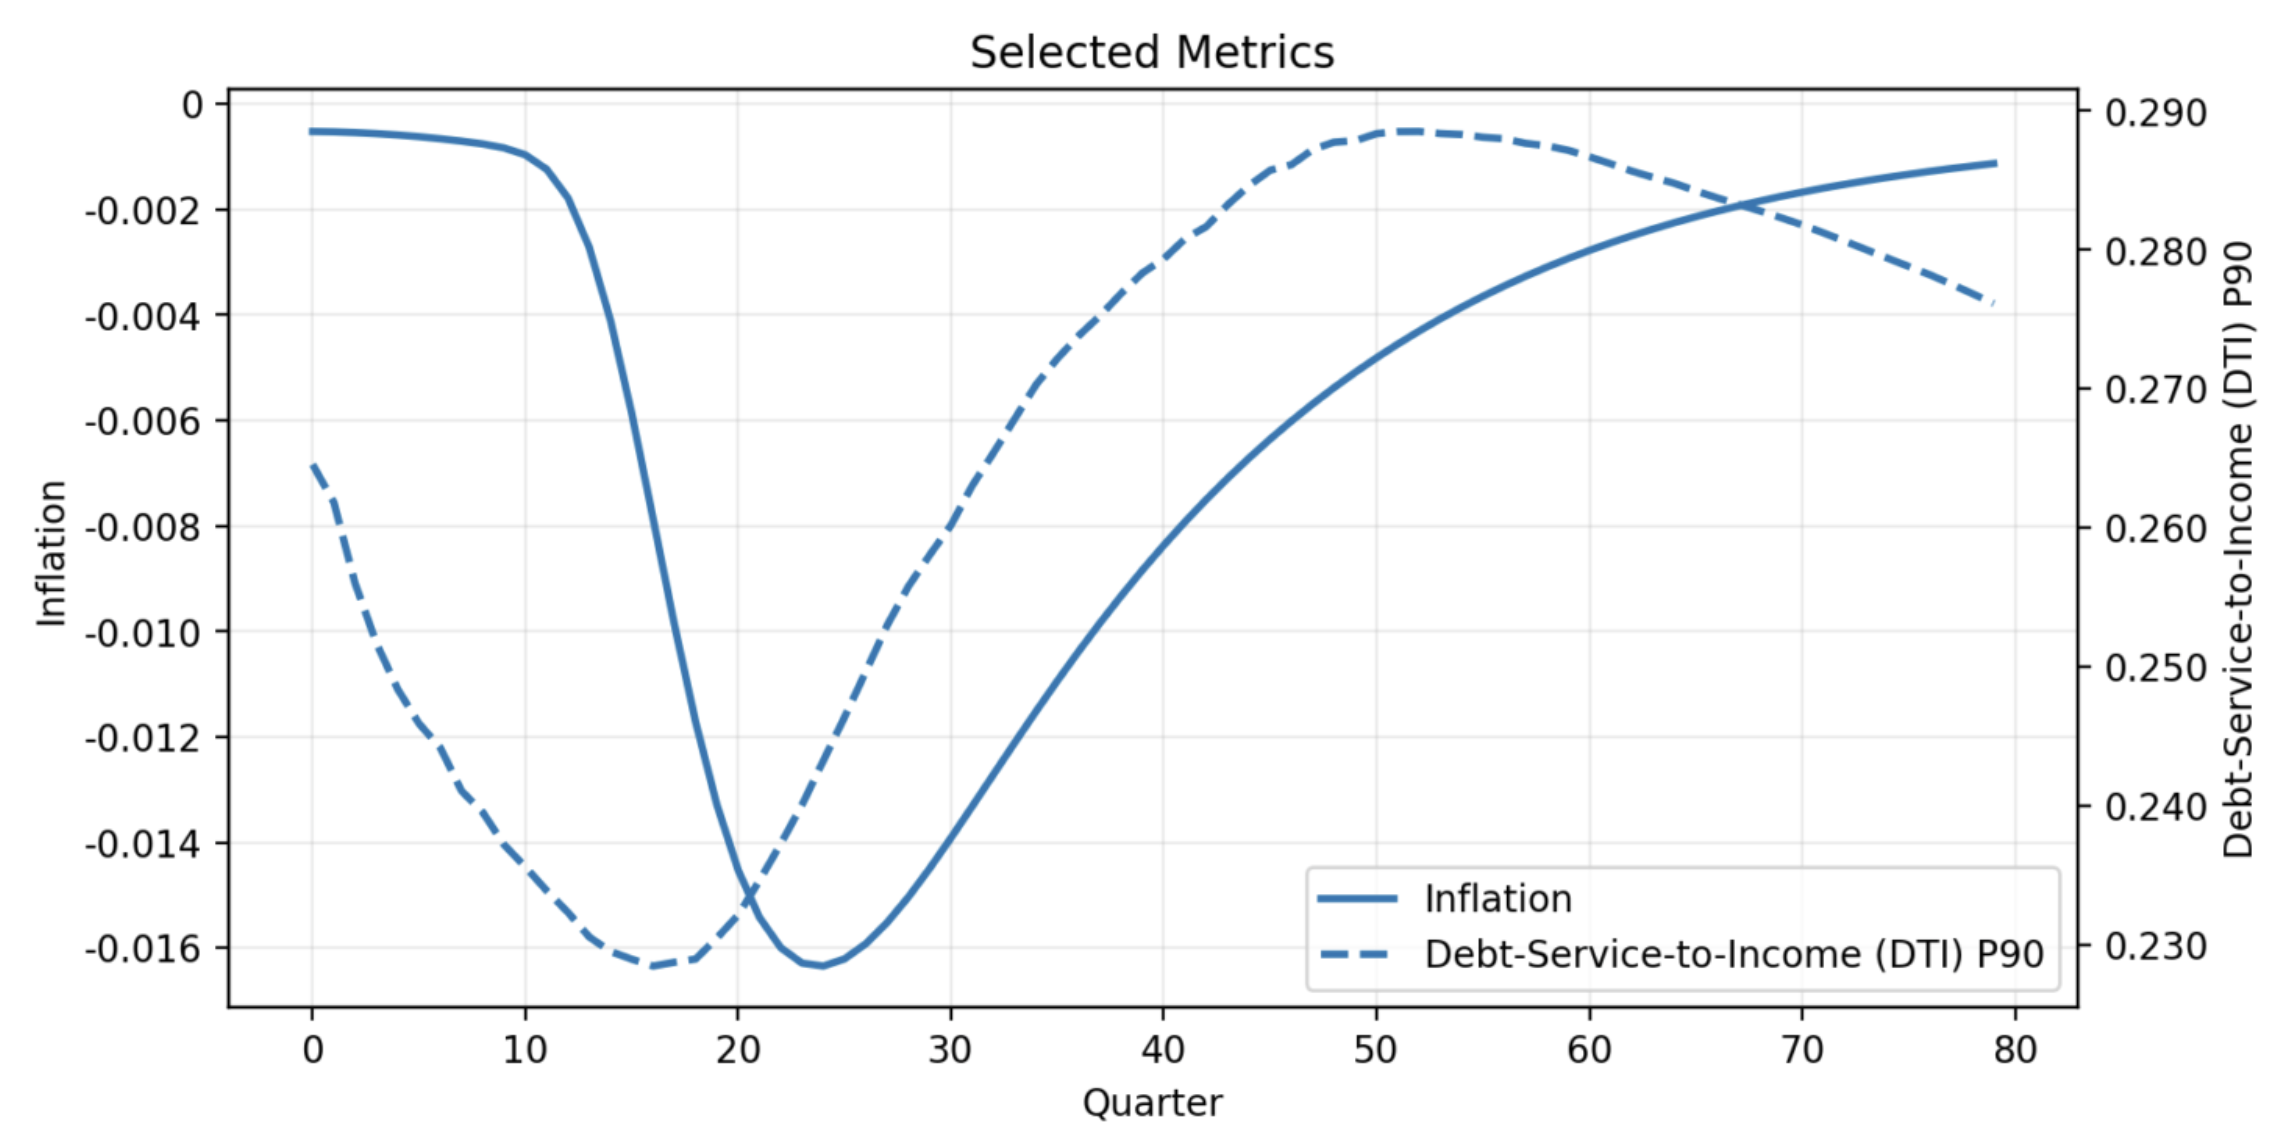 Selected Metrics
0
-0.002
-0.004
-0.006
-0.008
-0.010
-0.012
-0.014
-0.016
Inflation
0.290
0.280
0.270
0.260
0.250
0.240
0.230
Debt-Service-to-Income (DTI) P90
Inflation
Debt-Service-to-Income (DTI) P90
0 10 20 30 40 50 60 70 80
Quarter